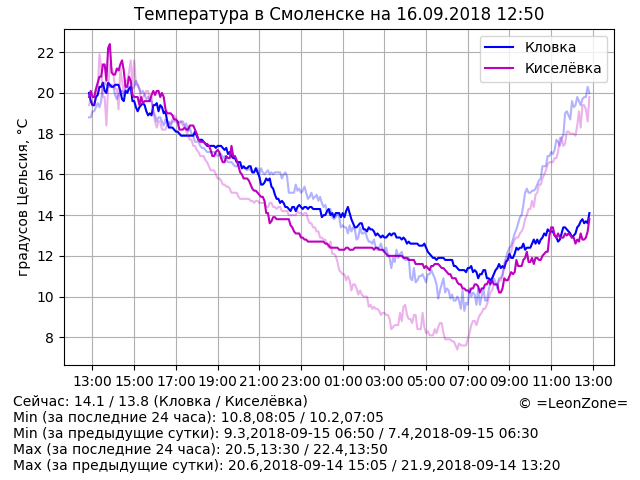 Температура в Смоленске на 16.09.2018 12:50
Кловка
Киселёвка
градусов Цельсия, °C
22
20
18
16
14
12
10
8
13:00 15:00 17:00 19:00 21:00 23:00 01:00 03:00 05:00 07:00 09:00 11:00 13:00
Сейчас: 14.1 / 13.8 (Кловка / Киселёвка)
© =LeonZone=
Min (за последние 24 часа): 10.8,08:05 / 10.2,07:05
Min (за предыдущие сутки): 9.3,2018-09-15 06:50 / 7.4,2018-09-15 06:30
Max (за последние 24 часа): 20.5,13:30 / 22.4,13:50
Max (за предыдущие сутки): 20.6,2018-09-14 15:05 / 21.9,2018-09-14 13:20